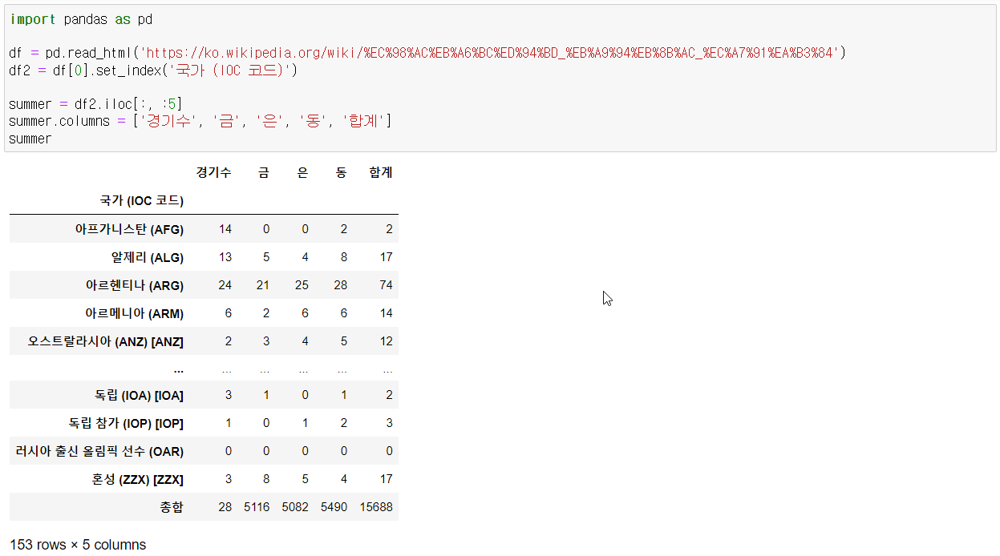 import pandas as pd
df = pd.read_html('https://ko.wikipedia.org/wiki/%EC%98%AC%EB%A6%BC%ED%94%BD_%EB%A9%94%EB%8B%AC_%EC%A7%91%EA%B3%84')
df2 = df[0].set_index('국가 (IOC 코드)')
summer = df2.iloc[:, :5]
summer.columns = ['경기수', '금', '은', '동', '합계']
summer
경기수 금 은 동 합계
국가 (IOC 코드)
아프가니스탄 (AFG) 14 0 0 2 2
알제리 (ALG) 13 5 4 8 17
아르헨티나 (ARG) 24 21 25 28 74
아르메니아 (ARM) 6 2 6 6 14
오스트랄라시아 (ANZ) [ANZ] 2 3 4 5 12
... ... ... ... ... ...
독립 (IOA) [IOA] 3 1 0 1 2
독립 참가 (IOP) [IOP] 1 0 1 2 3
러시아 출신 올림픽 선수 (OAR) 0 0 0 0 0
혼성 (ZZX) [ZZX] 3 8 5 4 17
총합 28 5116 5082 5490 15688
153 rows × 5 columns